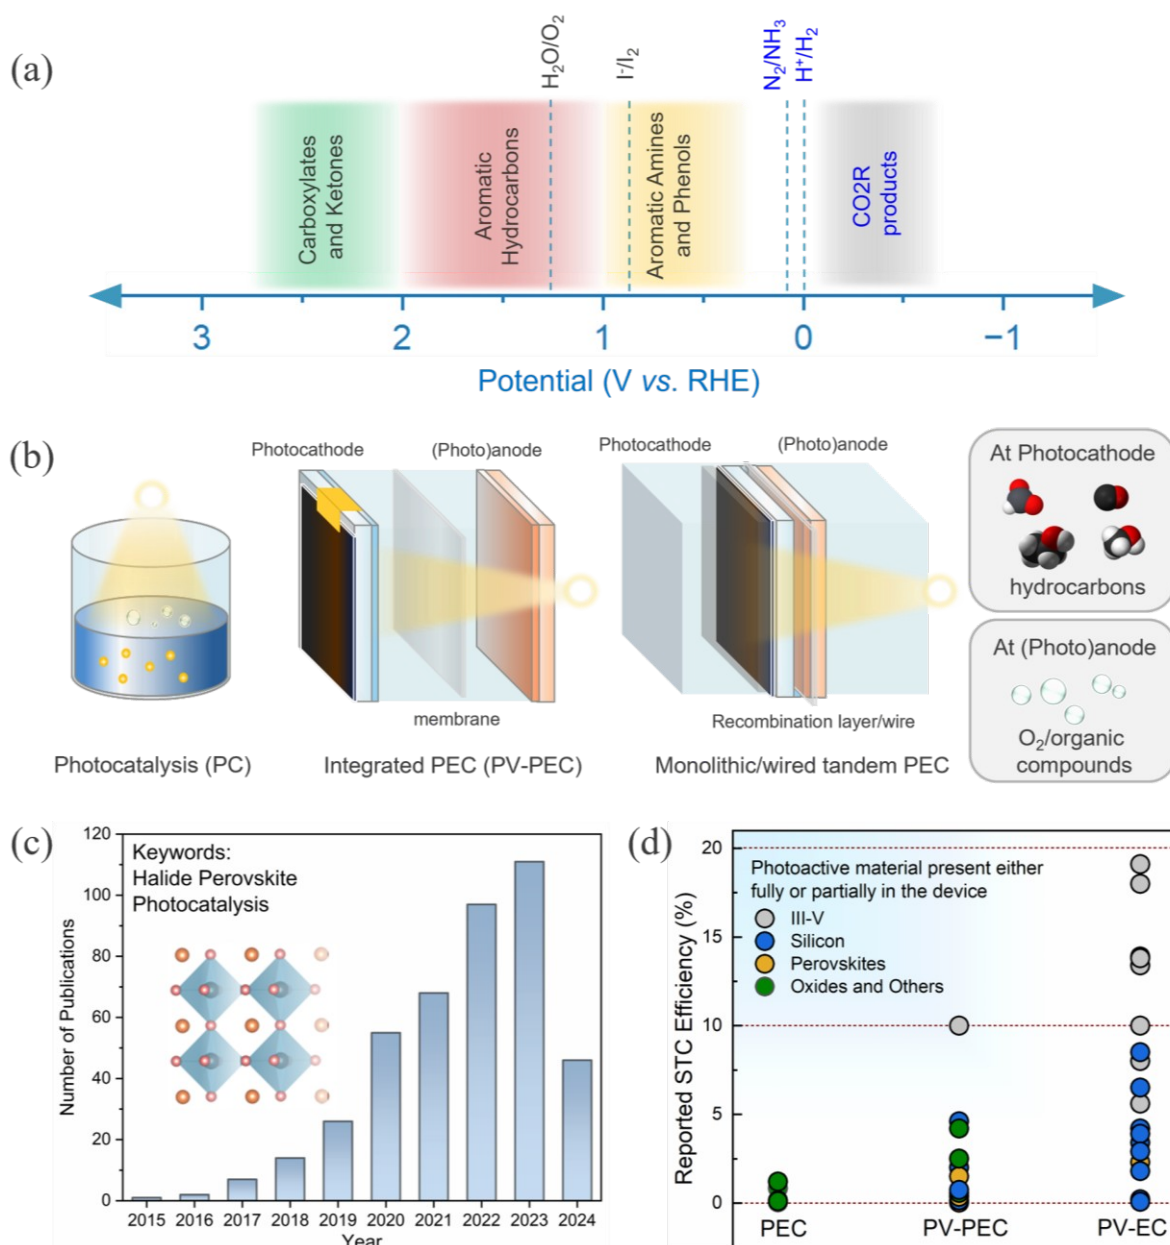 (a)
H₂O/O₂
I⁻/I₂
N₂/NH₃
H⁺/H₂
Carboxylates
and Ketones
Aromatic
Hydrocarbons
Aromatic Amines
and Phenols
CO2R
products
3
2
1
0
−1
Potential (V vs. RHE)
(b)
Photocathode
(Photo)anode
membrane
Photocathode
(Photo)anode
Recombination layer/wire
Photocatalysis (PC)
Integrated PEC (PV-PEC)
Monolithic/wired tandem PEC
At Photocathode
hydrocarbons
At (Photo)anode
O₂/organic
compounds
(c)
Keywords:
Halide Perovskite
Photocatalysis
Number of Publications
120
100
80
60
40
20
0
2015 2016 2017 2018 2019 2020 2021 2022 2023 2024
Year
(d)
Reported STC Efficiency (%)
20
15
10
5
0
Photoactive material present either
fully or partially in the device
III-V
Silicon
Perovskites
Oxides and Others
PEC PV-PEC PV-EC